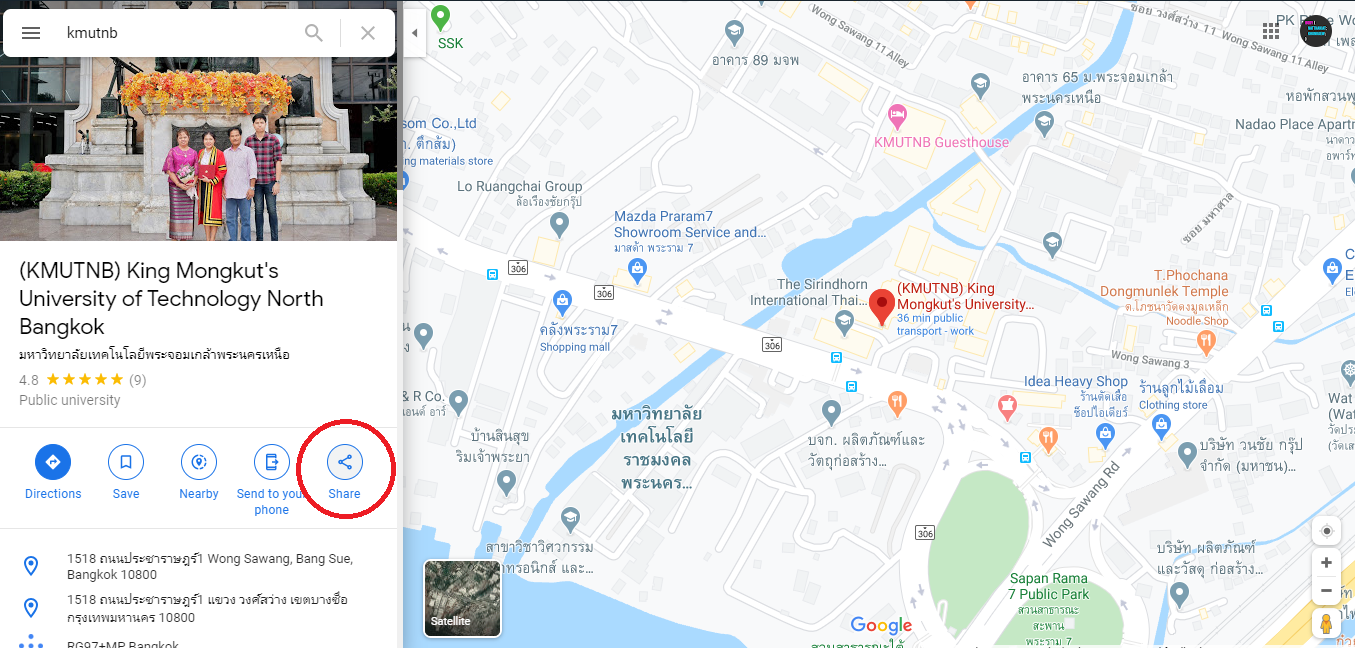 kmutnb
(KMUTNB) King Mongkut's
University of Technology North
Bangkok
มหาวิทยาลัยเทคโนโลยีพระจอมเกล้าพระนครเหนือ
4.8 ★★★★★ (9)
Public university
Directions
Save
Nearby
Send to your
phone
Share
1518 ถนนประชาราษฎร์1 Wong Sawang, Bang Sue,
Bangkok 10800
1518 ถนนประชาราษฎร์1 แขวง วงศ์สว่าง เขตบางซื่อ
กรุงเทพมหานคร 10800
RG97+MP Bangkok
SSK
Wong Sawang 11 Alley
ซอย วงศ์สว่าง 11
Wong Sawang 11 Alley
PK
อาคาร 89 มจพ
อาคาร 65 ม.พระจอมเกล้า
พระนครเหนือ
หอพักสวนพ
KMUTNB Guesthouse
Nadao Place Apartm
som Co.,Ltd
ก. ตึกส้ม)
ng materials store
Lo Ruangchai Group
ล้อเรืองชัยกรุ๊ป
Mazda Praram7
Showroom Service and...
มาสด้า พระราม 7
ซอย มหาศาล
306
306
306
306
The Sirindhorn
International Thai...
(KMUTNB) King
Mongkut's University...
36 min public
transport - work
T.Phochana
Dongmunlek Temple
ต.โภชนาวัดดงมูลเหล็ก
Noodle Shop
คลังพระราม7
Shopping mall
Wong Sawang 3
& R Co.
Idea Heavy Shop
ร้านตัดเสื้อ
ช็อปไอเดียร์
ร้านลูกไม้เลื่อม
Clothing store
Wat
(Wat
มหาวิทยาลัย
เทคโนโลยี
ราชมงคล
พระนคร...
บ้านสินสุข
ริมเจ้าพระยา
บจก. ผลิตภัณฑ์และ
วัตถุก่อสร้าง...
บริษัท วนชัย กรุ๊ป
จำกัด (มหาชน)...
Wong Sawang Rd
สาขาวิชาวิศวกรรม
ทรอนิกส์ และ...
บริษัท ผลิตภัณฑ์
และวัสดุ ก่อสร้าง...
Sapan Rama
7 Public Park
สวนสาธารณะ
สะพาน
พระราม 7
Satellite
Google
สวนสาธารณะใต้